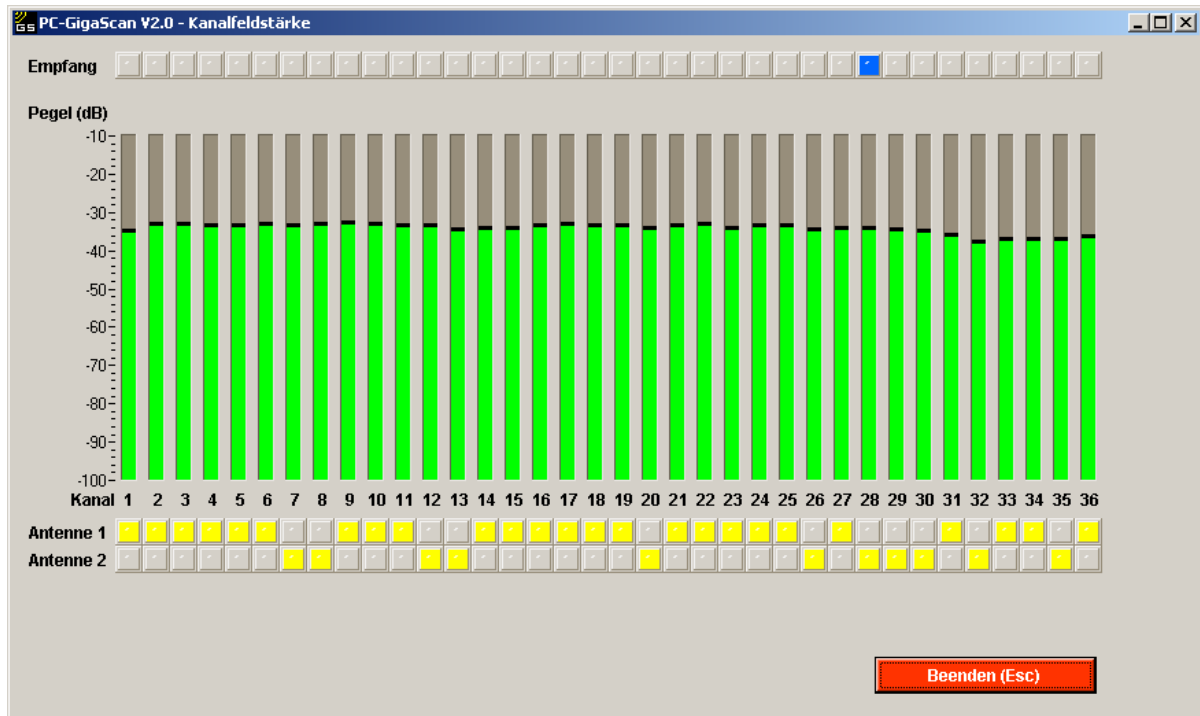 GS PC-GigaScan V2.0 - Kanalfeldstärke
Empfang
Pegel (dB)
-10
-20
-30
-40
-50
-60
-70
-80
-90
-100
Kanal 1 2 3 4 5 6 7 8 9 10 11 12 13 14 15 16 17 18 19 20 21 22 23 24 25 26 27 28 29 30 31 32 33 34 35 36
Antenne 1
Antenne 2
Beenden (Esc)